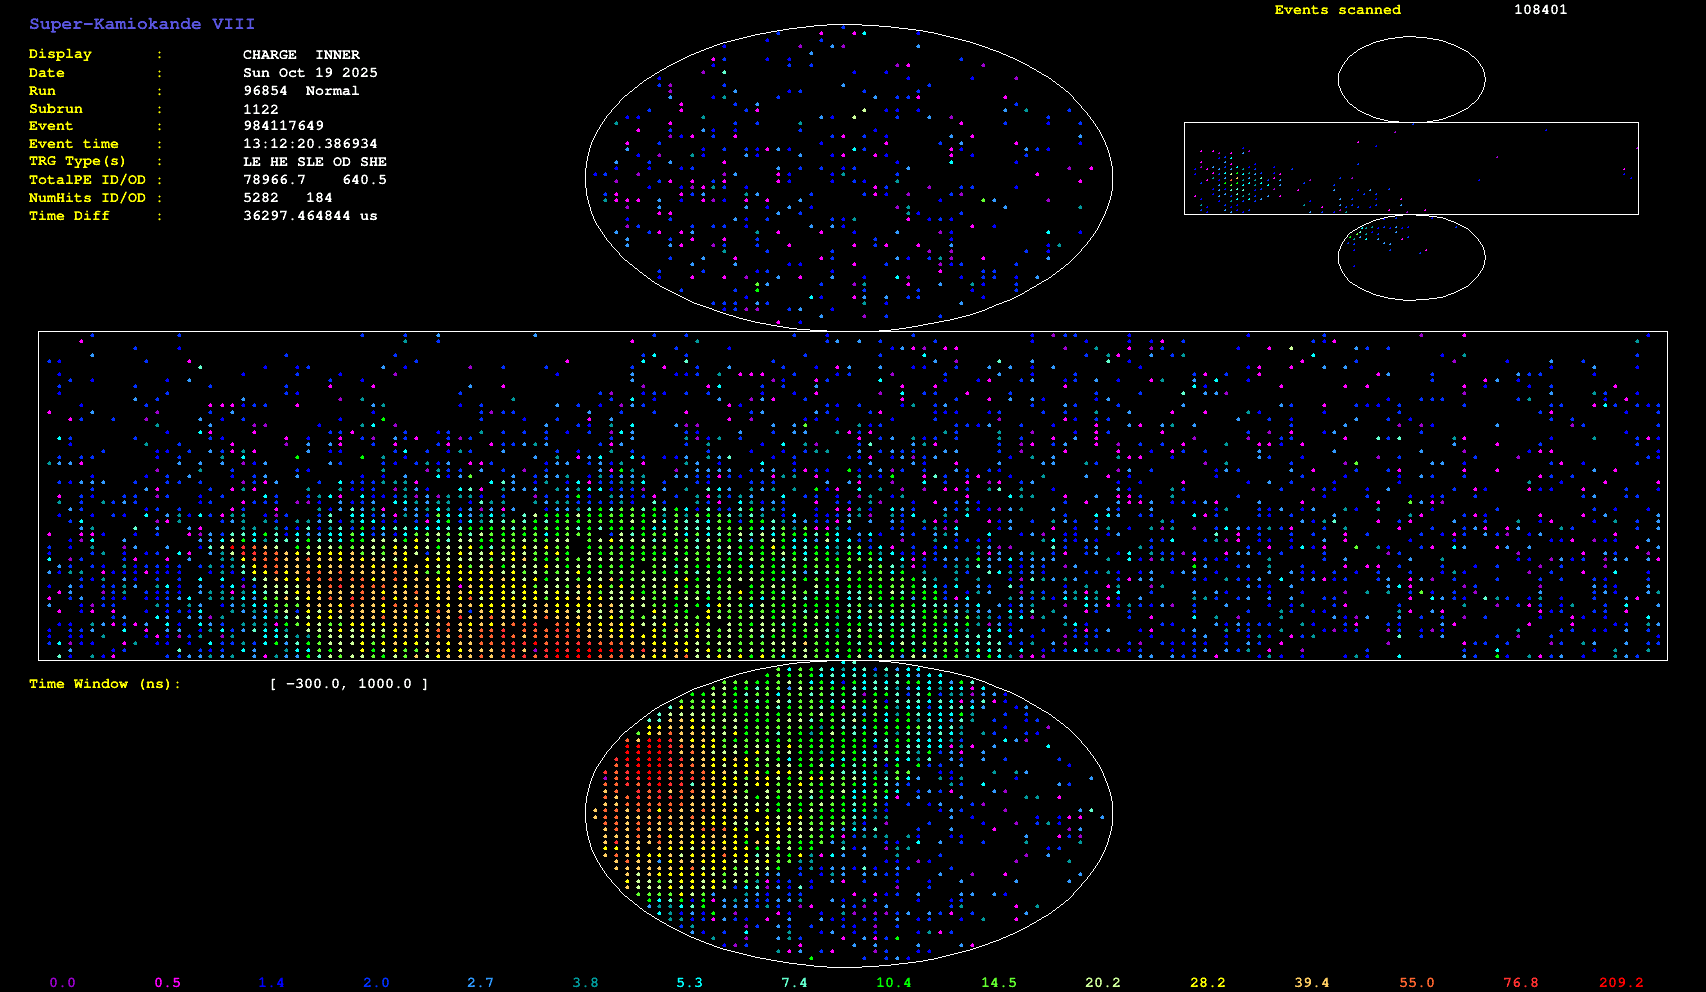 Super-Kamiokande VIII
Events scanned 108401
Display : CHARGE INNER
Date : Sun Oct 19 2025
Run : 96854 Normal
Subrun : 1122
Event : 984117649
Event time : 13:12:20.386934
TRG Type(s) : LE HE SLE OD SHE
TotalPE ID/OD : 78966.7 640.5
NumHits ID/OD : 5282 184
Time Diff : 36297.464844 us
Time Window (ns): [ -300.0, 1000.0 ]
0.0 0.5 1.4 2.0 2.7 3.8 5.3 7.4 10.4 14.5 20.2 28.2 39.4 55.0 76.8 209.2